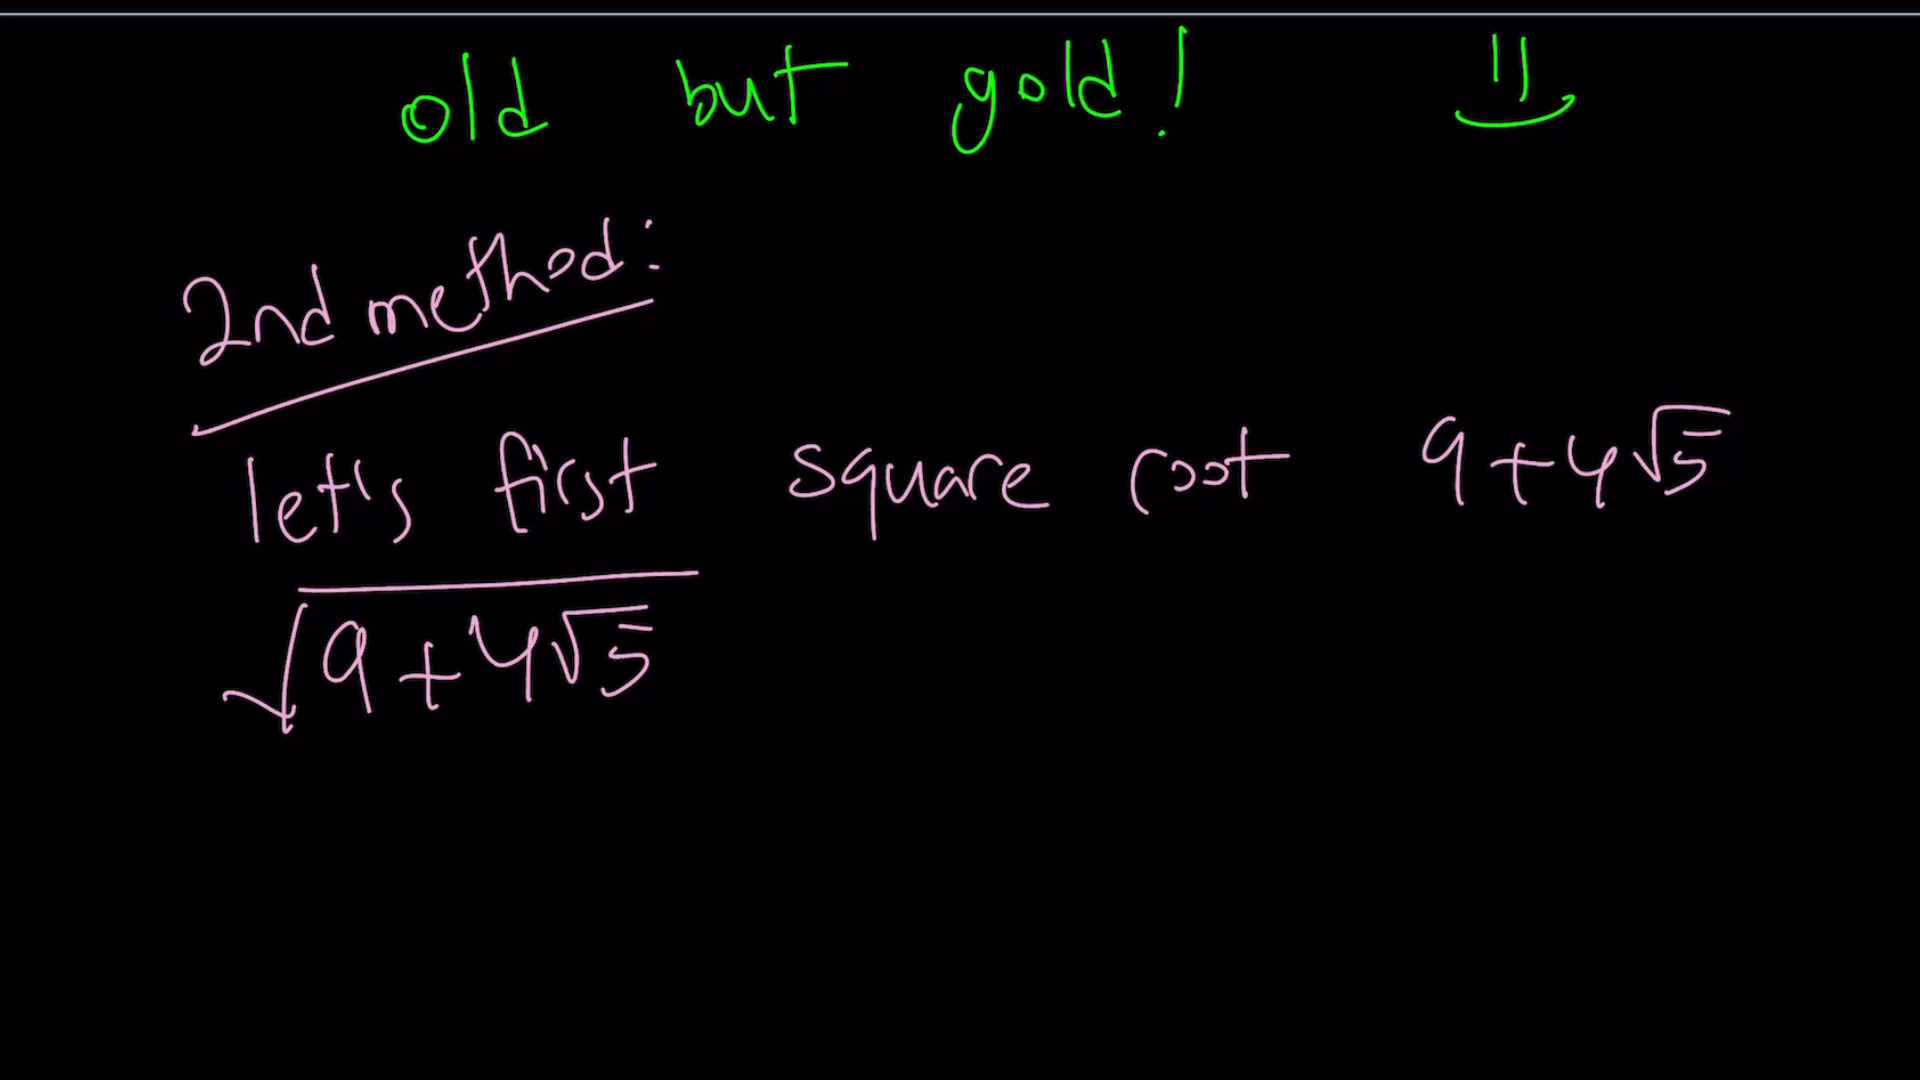 old but gold! :)
2nd method:
let's first square root 9+4√5
√(9+4√5)